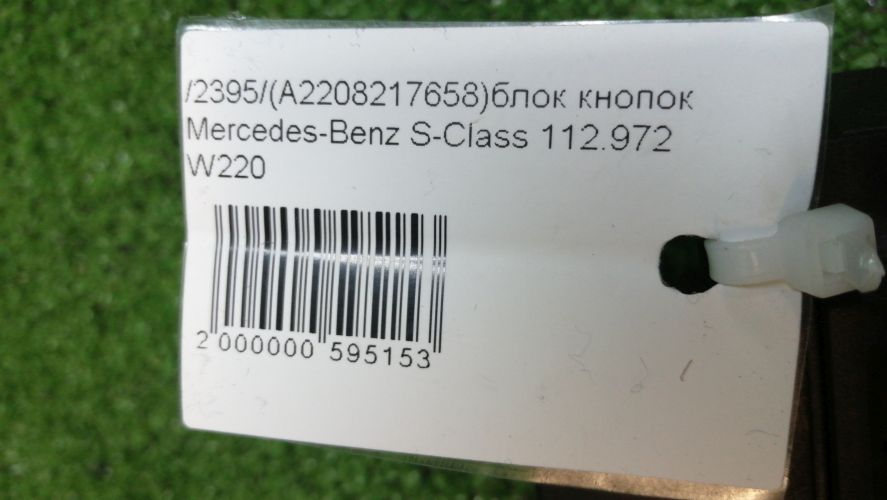 /2395/(A2208217658)блок кнопок
Mercedes-Benz S-Class 112.972
W220
2 000000 595153